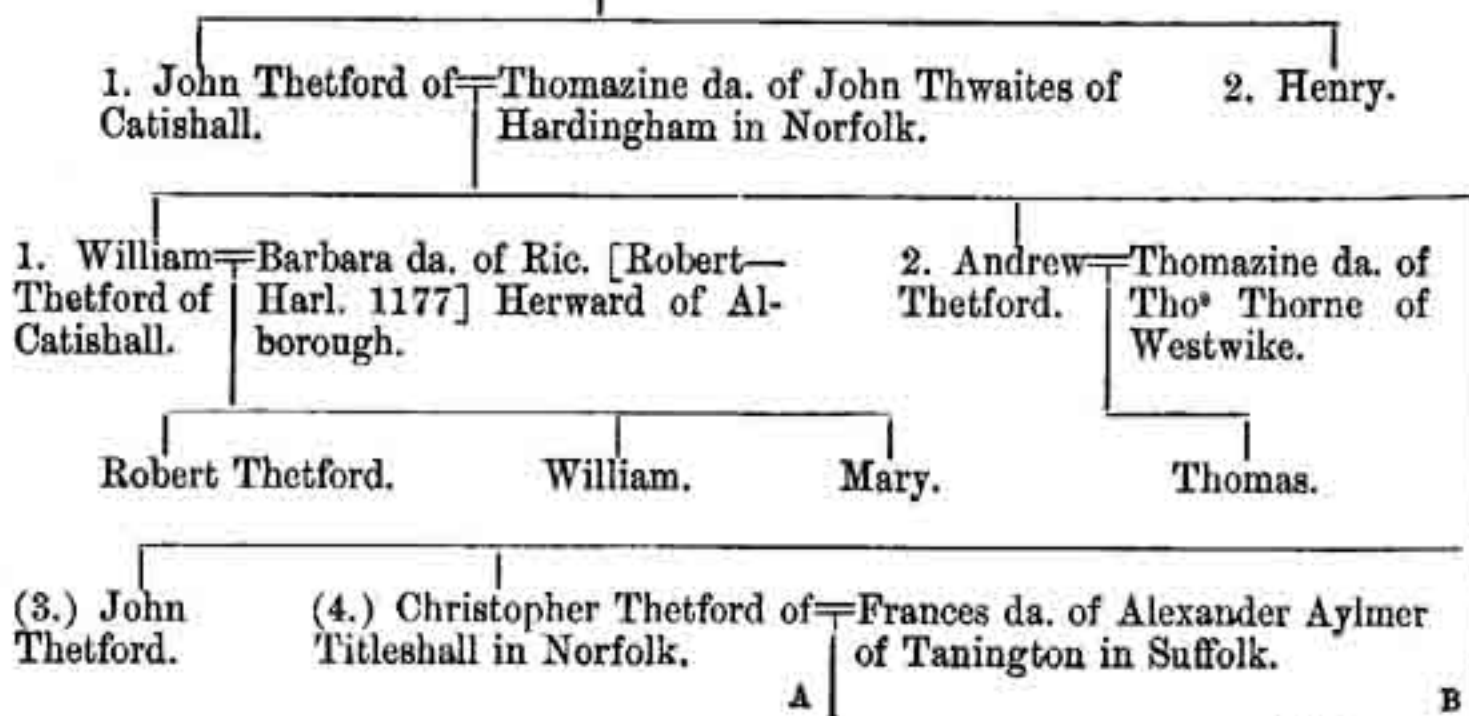 1. John Thetford of Catishall. = Thomazine da. of John Thwaites of Hardingham in Norfolk.
2. Henry.
1. William Thetford of Catishall. = Barbara da. of Ric. [Robert—Harl. 1177] Herward of Alborough.
2. Andrew Thetford. = Thomazine da. of Thoˢ Thorne of Westwike.
Robert Thetford. William. Mary. Thomas.
(3.) John Thetford.
(4.) Christopher Thetford of Titleshall in Norfolk. = Frances da. of Alexander Aylmer of Tanington in Suffolk.
A B